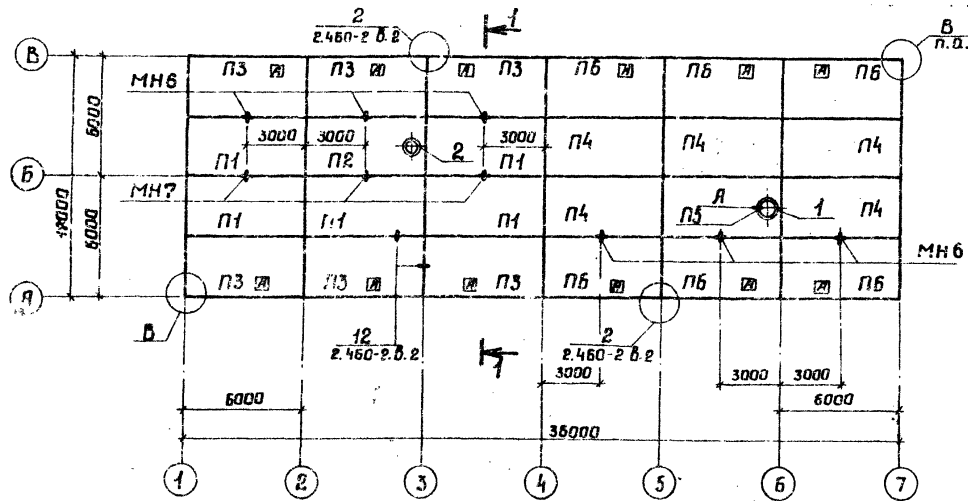 2
2.460-2 В.2
1
В
п.а.
В
П3 А П3 А А П3 П6 А П6 А А П6
МН6
6000
3000 3000 2 3000 П4 П4 П4
П1 П2 П1
Б
МН7
12000
6000
Я П5 1 П4
П1 П1 П1 П4
МН6
П3 А П3 А А П3 П6 А П6 А А П6
Я
В
12
2.460-2.В.2
1
2
2.460-2 В.2
3000 3000 3000
6000 6000
36000
1 2 3 4 5 6 7